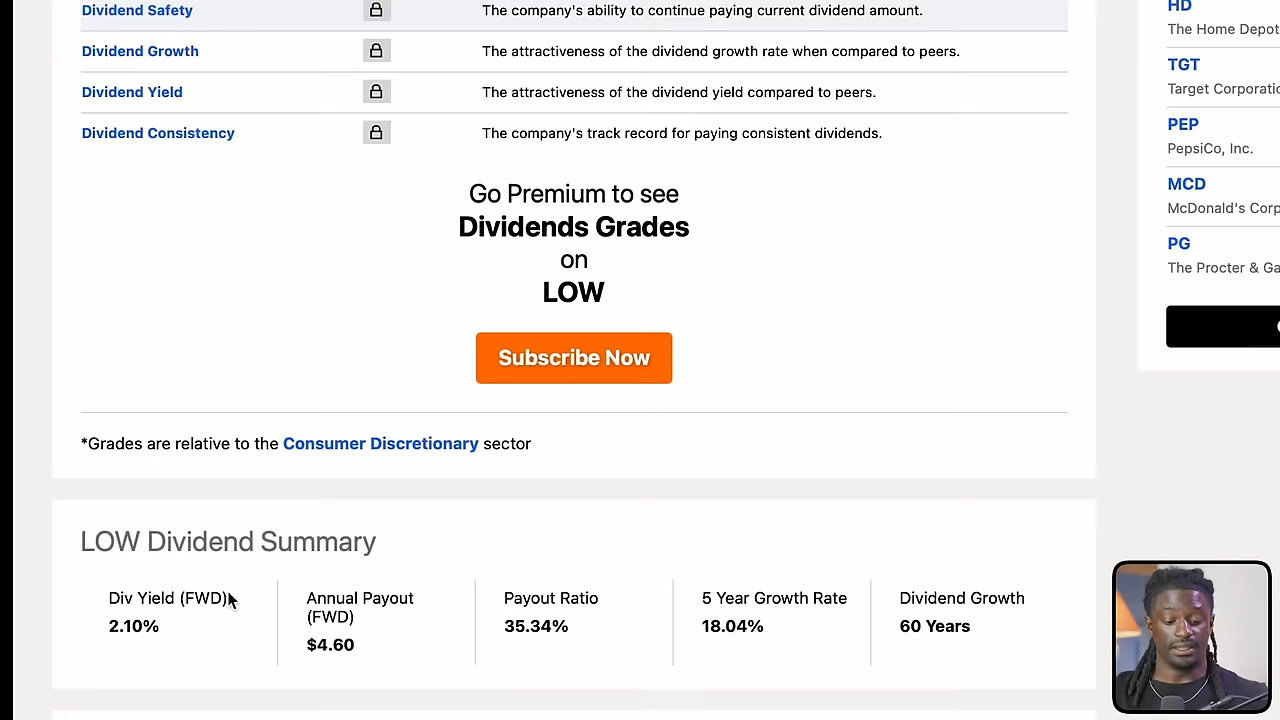 Dividend Safety
The company's ability to continue paying current dividend amount.
Dividend Growth
The attractiveness of the dividend growth rate when compared to peers.
Dividend Yield
The attractiveness of the dividend yield compared to peers.
Dividend Consistency
The company's track record for paying consistent dividends.
Go Premium to see
Dividends Grades
on
LOW
Subscribe Now
*Grades are relative to the Consumer Discretionary sector
LOW Dividend Summary
Div Yield (FWD)
2.10%
Annual Payout
(FWD)
$4.60
Payout Ratio
35.34%
5 Year Growth Rate
18.04%
Dividend Growth
60 Years
HD
The Home Depot
TGT
Target
PEP
PepsiCo, Inc.
MCD
McDonald's Corp
PG
The Procter & Ga